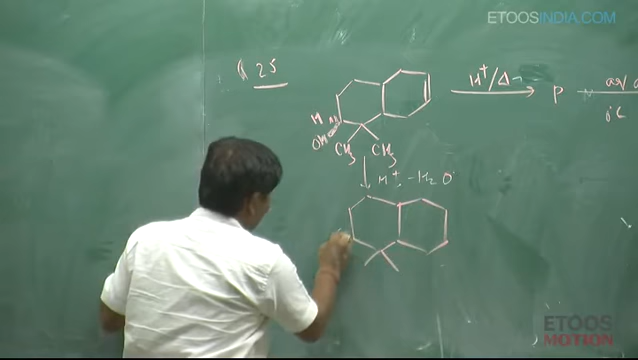 ETOOSINDIA.COM
25
H⁺/Δ
P
H
OH
CH₃ CH₃
H⁺ -H₂O
ETOOS
MOTION